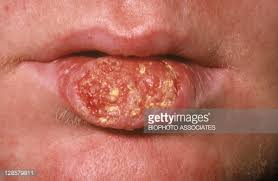 gettyimages
BIOPHOTO ASSOCIATES
128579811